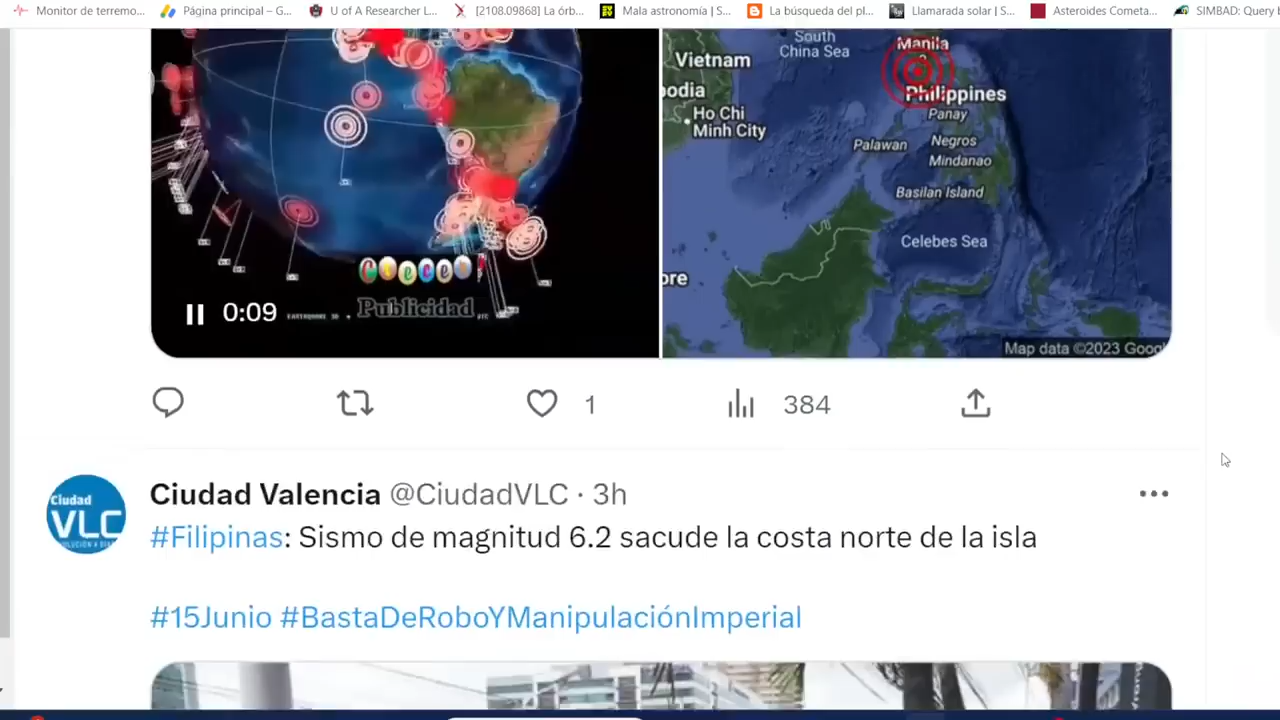 Monitor de terremo...
Página principal – G...
U of A Researcher L...
[2108.09868] La órb...
Mala astronomía | S...
La búsqueda del pl...
Llamarada solar | S...
Asteroides Cometa...
SIMBAD: Query I
South
China Sea
Manila
Vietnam
Philippines
bodia
Ho Chi
Minh City
Panay
Palawan
Negros
Mindanao
Basilan Island
Celebes Sea
ore
Publicidad
0:09
Map data ©2023 Googl
1
384
Ciudad Valencia @CiudadVLC · 3h
Ciudad
VLC
#Filipinas: Sismo de magnitud 6.2 sacude la costa norte de la isla
#15Junio #BastaDeRoboYManipulaciónImperial